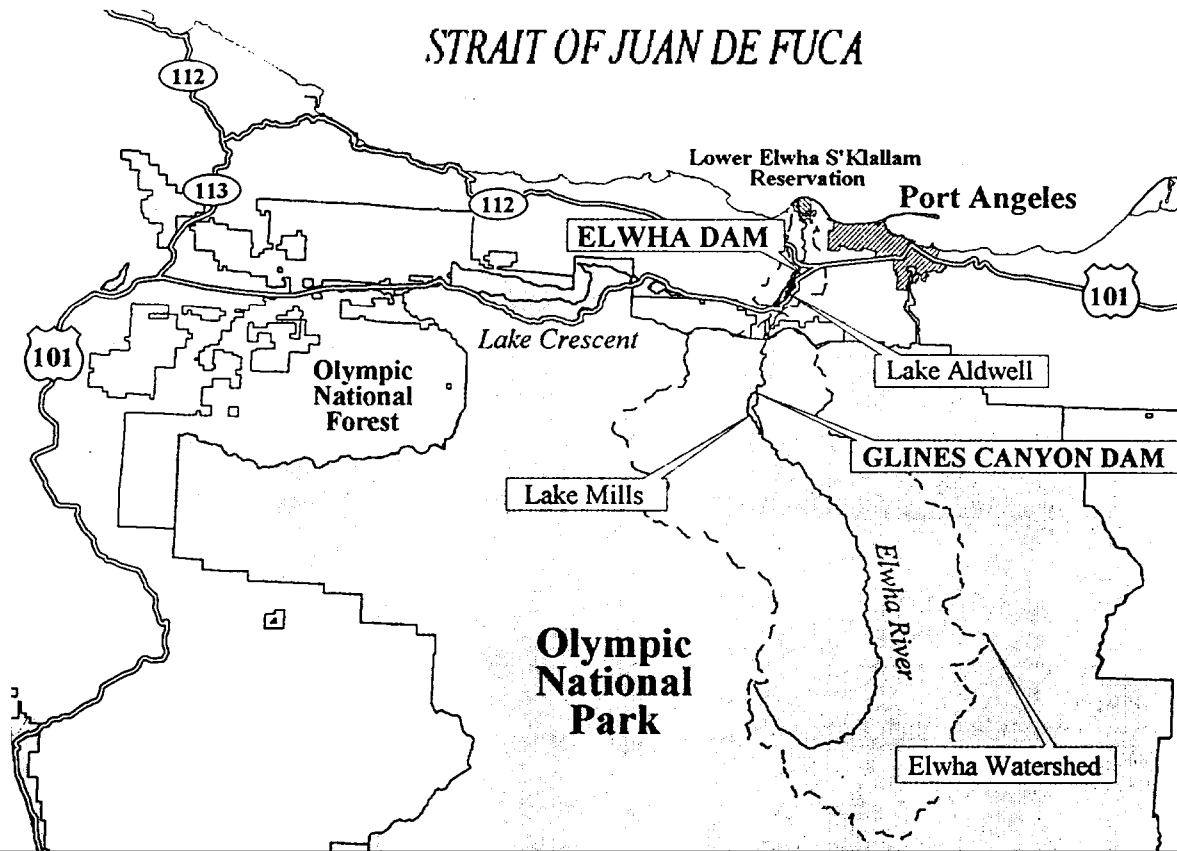 STRAIT OF JUAN DE FUCA
112
Lower Elwha S'Klallam
Reservation
113
112
Port Angeles
ELWHA DAM
101
101
Lake Crescent
Olympic
National
Forest
Lake Aldwell
GLINES CANYON DAM
Lake Mills
Elwha River
Olympic
National
Park
Elwha Watershed